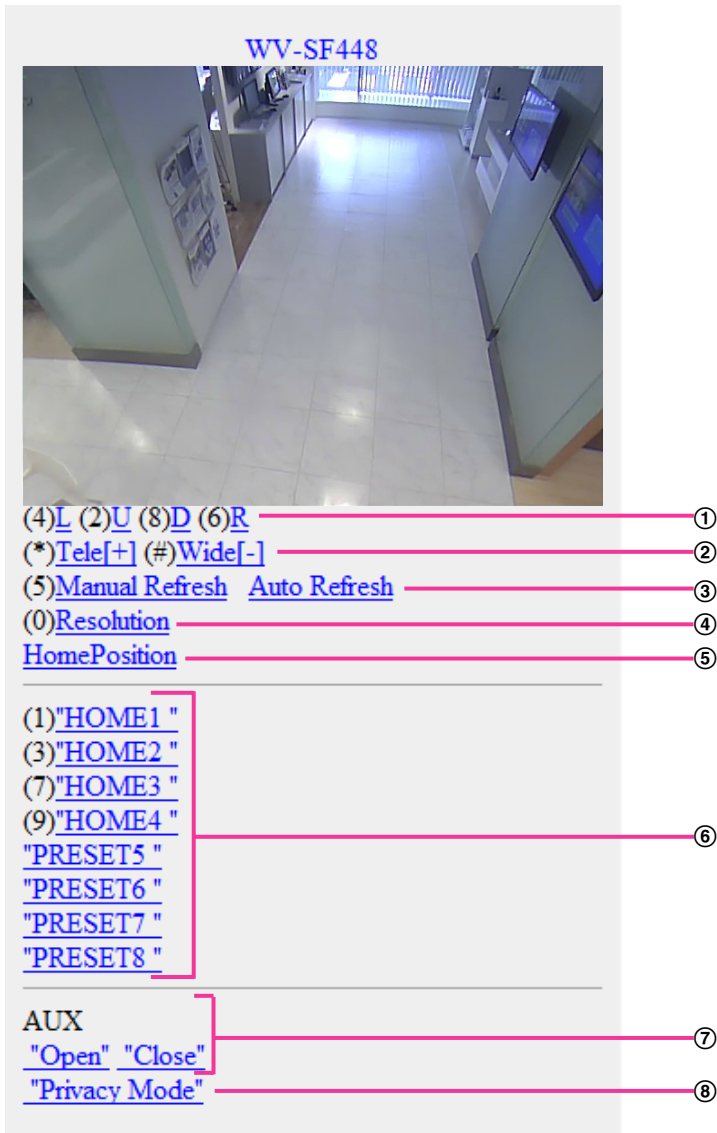 WV-SF448
(4)L (2)U (8)D (6)R ①
(*)Tele[+] (#)Wide[-] ②
(5)Manual Refresh Auto Refresh ③
(0)Resolution ④
HomePosition ⑤
(1)"HOME1 "
(3)"HOME2 "
(7)"HOME3 "
(9)"HOME4 " ⑥
"PRESET5 "
"PRESET6 "
"PRESET7 "
"PRESET8 "
AUX ⑦
"Open" "Close"
"Privacy Mode" ⑧